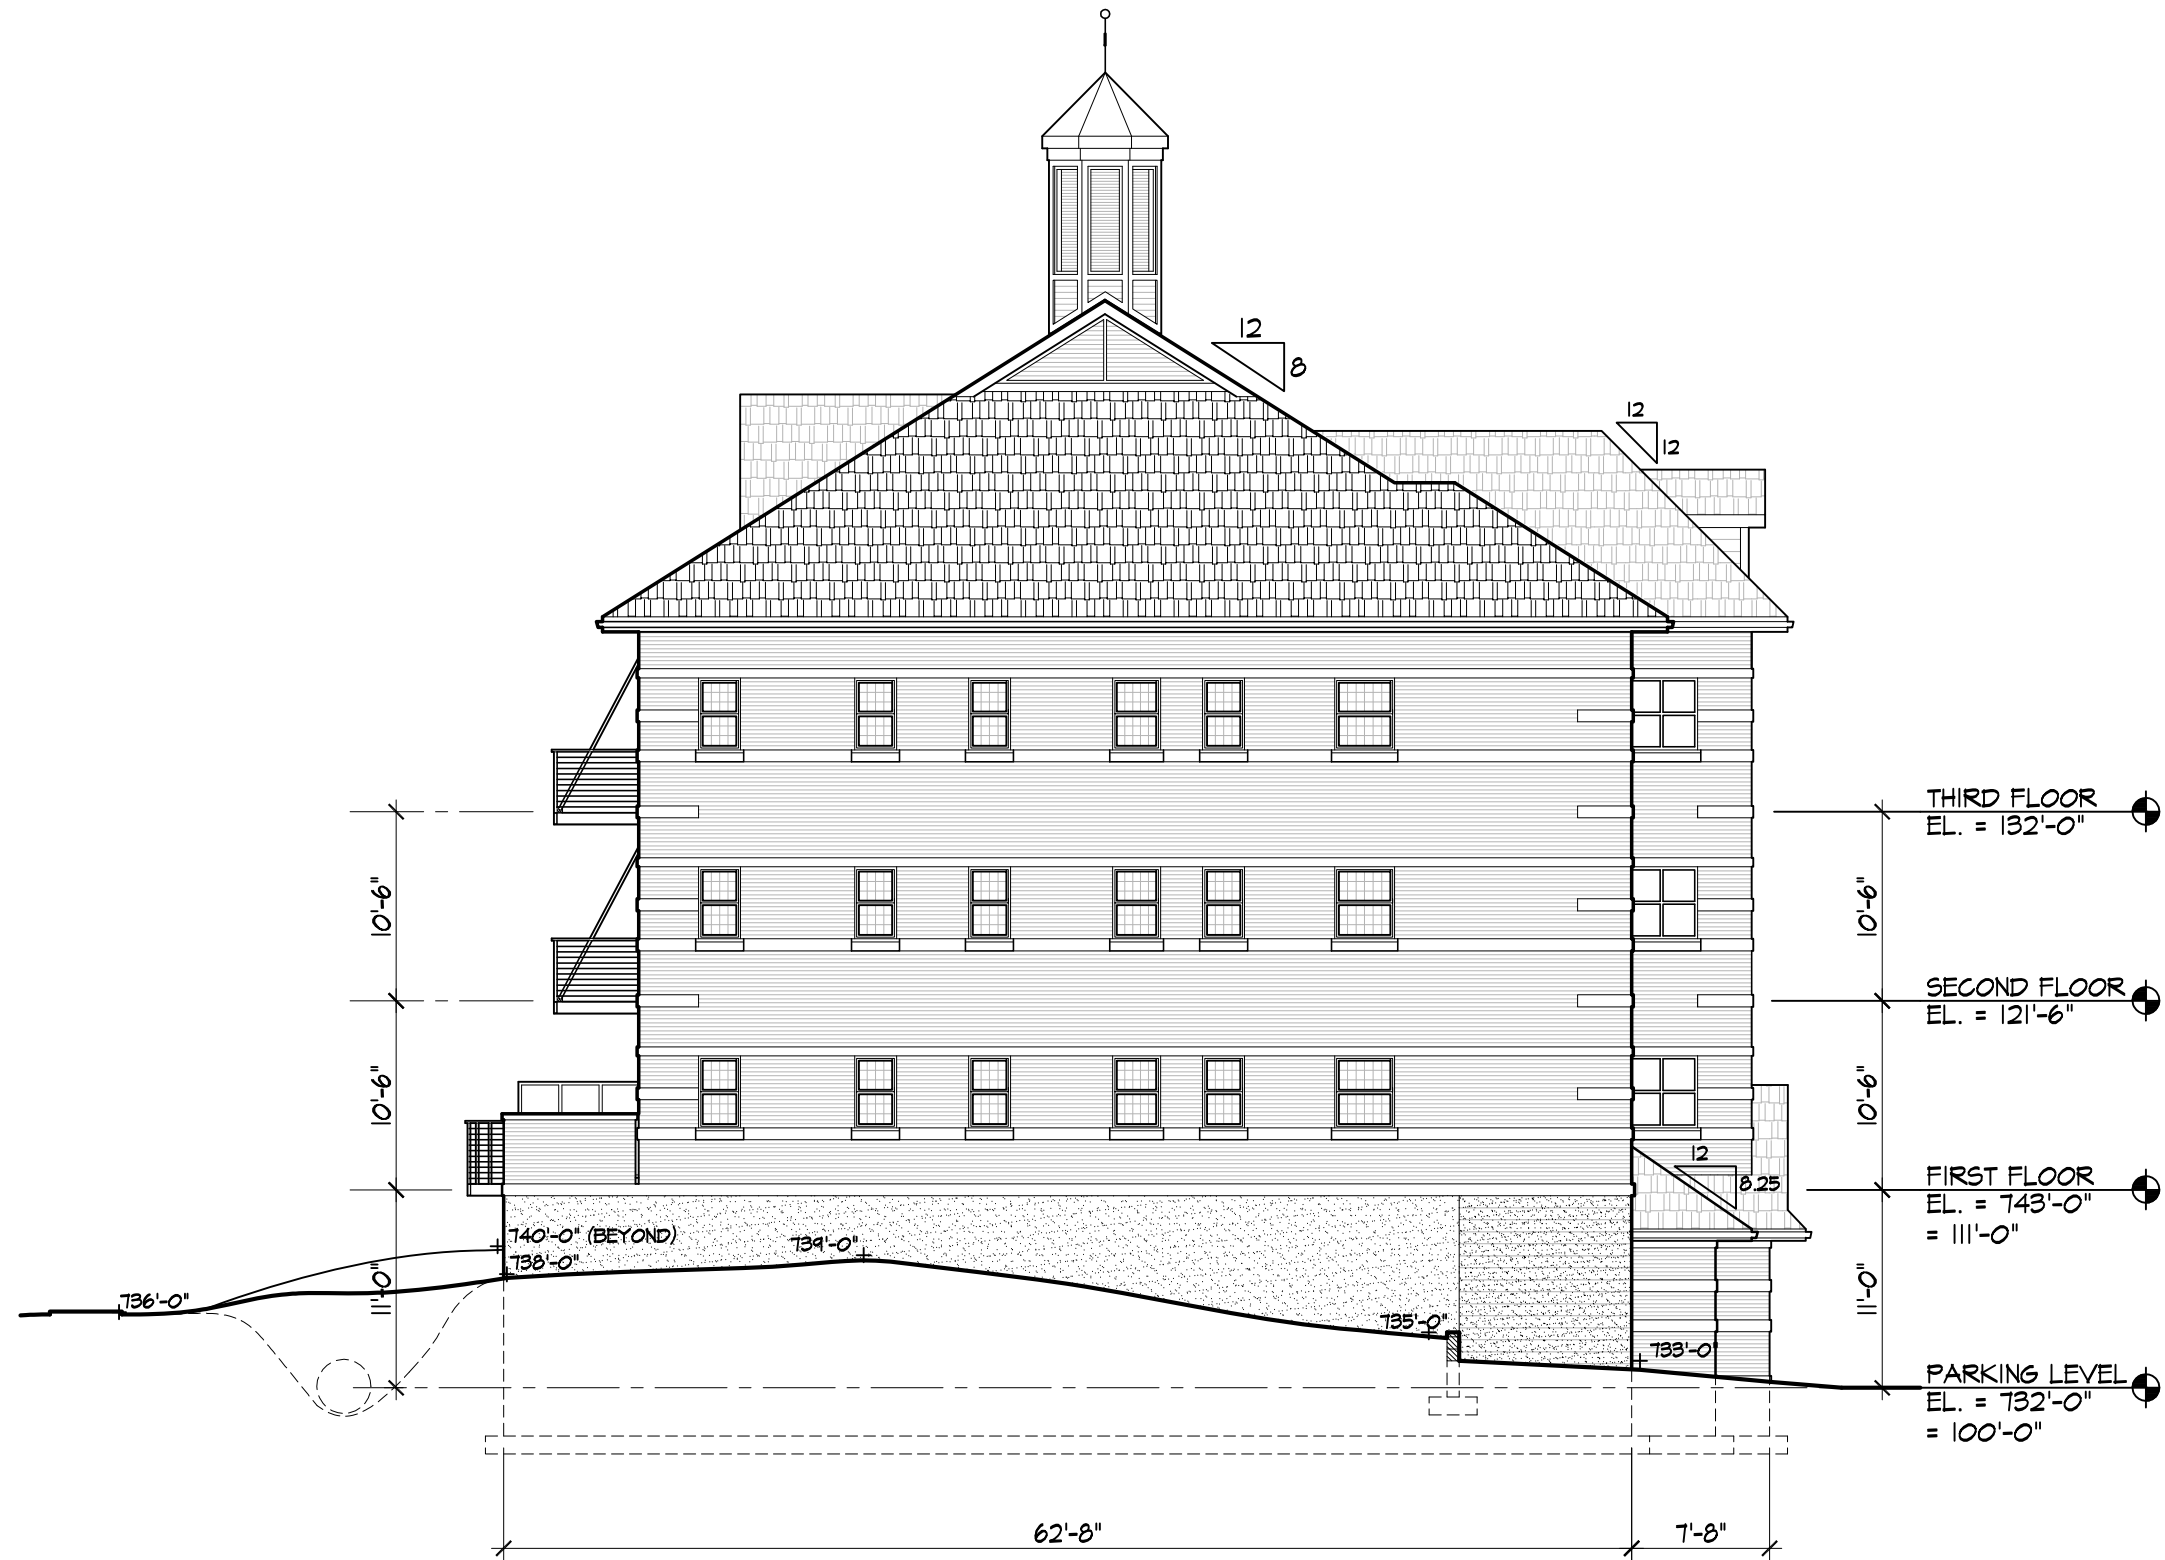 12
8
12
12
THIRD FLOOR
EL. = 132'-0"
10'-6"
10'-6"
SECOND FLOOR
EL. = 121'-6"
10'-6"
10'-6"
12
8.25
FIRST FLOOR
EL. = 743'-0"
= 111'-0"
740'-0" (BEYOND)
739'-0"
738'-0"
736'-0"
11'-0"
735'-0"
733'-0"
11'-0"
PARKING LEVEL
EL. = 732'-0"
= 100'-0"
62'-8"
7'-8"